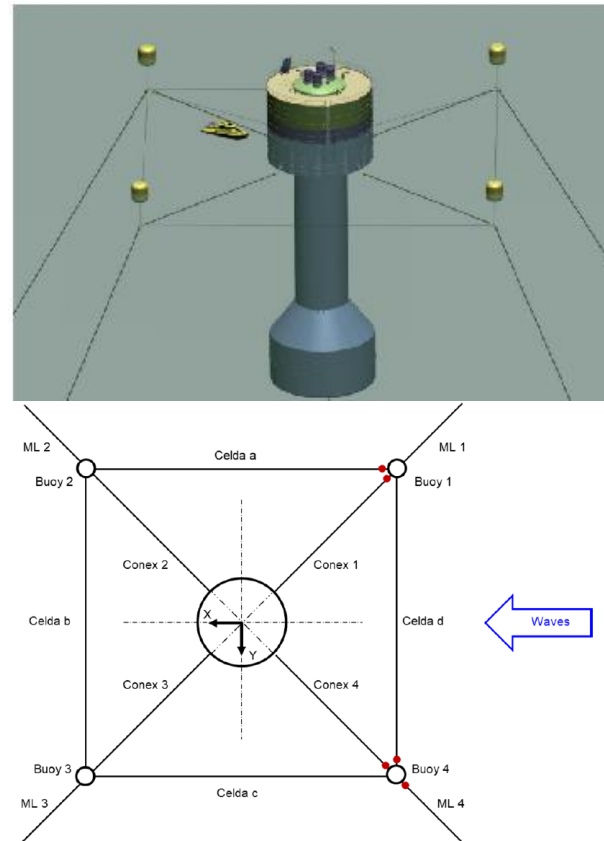 ML 2
Celda a
ML 1
Buoy 2
Buoy 1
Conex 2
Conex 1
Celda b
X
Celda d
Waves
Y
Conex 3
Conex 4
Buoy 3
Buoy 4
Celda c
ML 3
ML 4